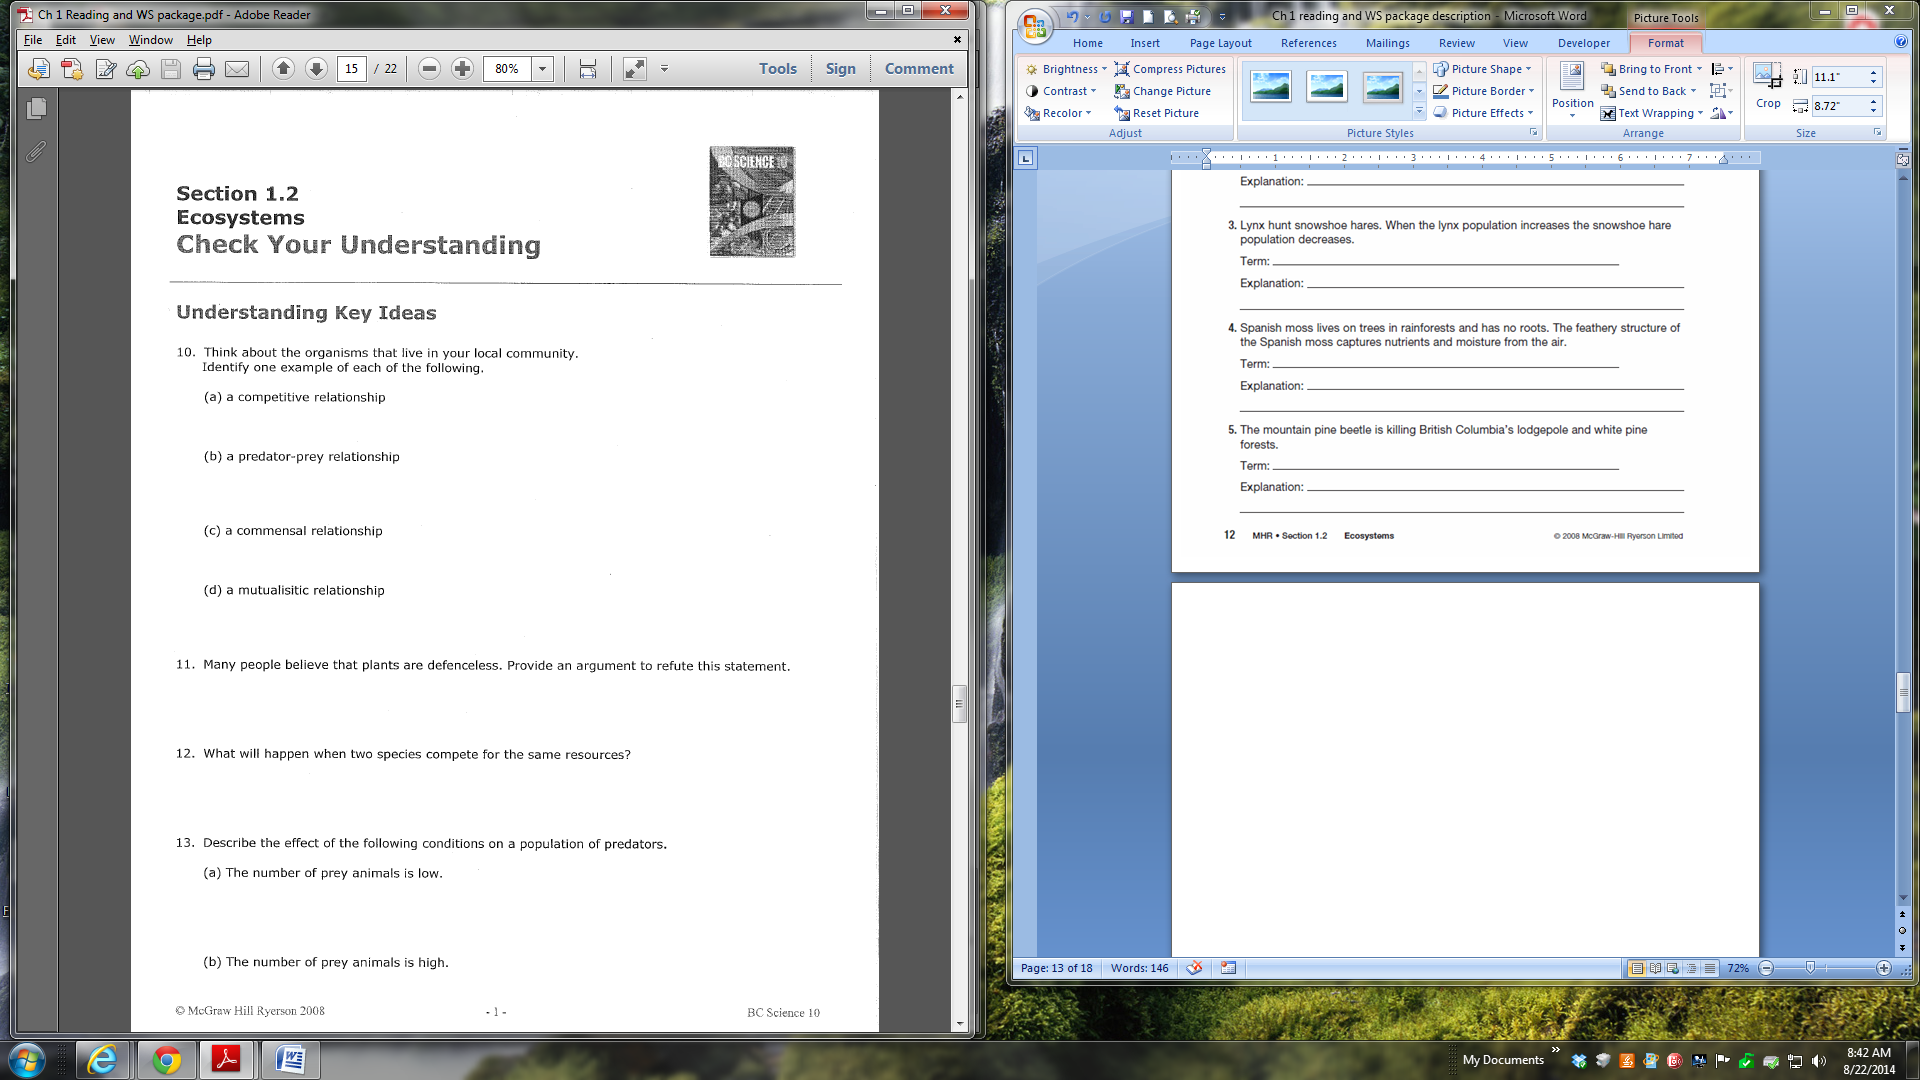 Ch 1 Reading and WS package.pdf - Adobe Reader
File Edit View Window Help
15 / 22 80% Tools Sign Comment
BC SCIENCE 10
Section 1.2
Ecosystems
Check Your Understanding
Understanding Key Ideas
10. Think about the organisms that live in your local community.
Identify one example of each of the following.
(a) a competitive relationship
(b) a predator-prey relationship
(c) a commensal relationship
(d) a mutualisitic relationship
11. Many people believe that plants are defenceless. Provide an argument to refute this statement.
12. What will happen when two species compete for the same resources?
13. Describe the effect of the following conditions on a population of predators.
(a) The number of prey animals is low.
(b) The number of prey animals is high.
© McGraw Hill Ryerson 2008 - 1 - BC Science 10
Ch 1 reading and WS package description - Microsoft Word Picture Tools
Home Insert Page Layout References Mailings Review View Developer Format
Brightness Compress Pictures Picture Shape Bring to Front 11.1"
Contrast Change Picture Picture Border Position Send to Back Crop 8.72"
Recolor Reset Picture Picture Effects Text Wrapping
Adjust Picture Styles Arrange Size
1 2 3 4 5 6 7
Explanation:
3. Lynx hunt snowshoe hares. When the lynx population increases the snowshoe hare
population decreases.
Term:
Explanation:
4. Spanish moss lives on trees in rainforests and has no roots. The feathery structure of
the Spanish moss captures nutrients and moisture from the air.
Term:
Explanation:
5. The mountain pine beetle is killing British Columbia's lodgepole and white pine
forests.
Term:
Explanation:
12 MHR • Section 1.2 Ecosystems © 2008 McGraw-Hill Ryerson Limited
Page: 13 of 18 Words: 146 72%
My Documents 8:42 AM
8/22/2014